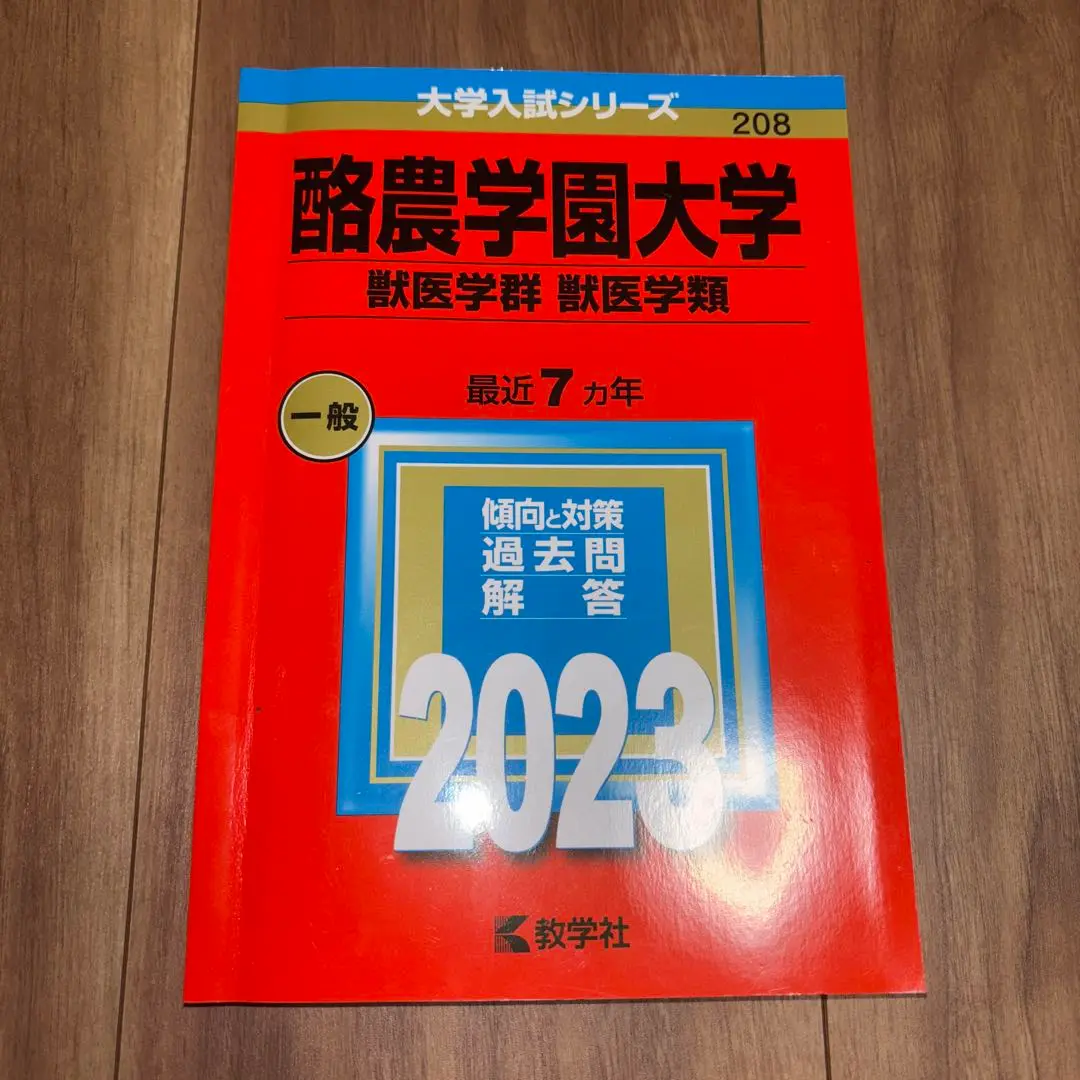 大学入試シリーズ
208
酪農学園大学
獣医学群 獣医学類
最近7カ年
一般
傾向と対策
過去問
解答
2023
教学社